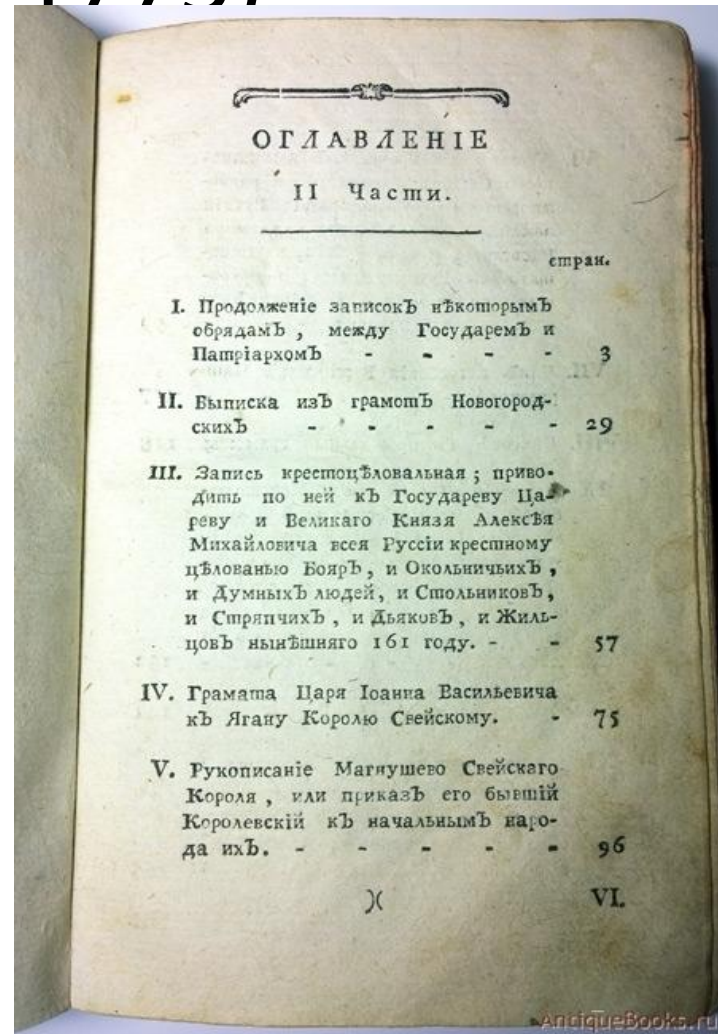 ОГЛАВЛЕНІЕ
II Части.
стран.
I. Продолженіе записокЪ нѣкоторымЪ
обрядамЪ , между ГосударемЪ и
ПатріархомЪ - - - - 3
II. Выписка изЪ грамотЪ Новогород-
скихЪ - - - - - 29
III. Запись крестоцѣловальная ; приво-
дить по ней кЪ Государеву Ца-
реву и Великаго Князя Алексѣя
Михайловича всея Руссіи крестному
цѣлованью БоярЪ , и ОкольничьихЪ ,
и ДумныхЪ людей, и СтольниковЪ,
и СтряпчихЪ , и ДьяковЪ , и Жиль-
цовЪ нынѣшняго 161 году. - - 57
IV. Грамата Царя Іоанна Васильевича
кЪ Ягану Королю Свейскому. - 75
V. Рукописаніе Магнушево Свейскаго
Короля , или приказЪ его бывшій
Королевскій кЪ начальнымЪ наро-
да ихЪ. - - - - - 96
)( VI.
AntiqueBooks.ru